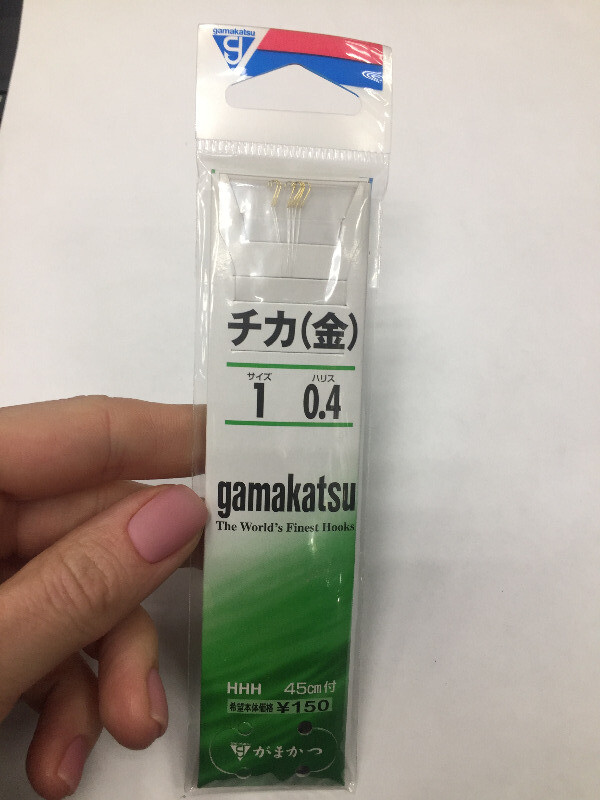 gamakatsu
チカ(金)
サイズ ハリス
1 0.4
gamakatsu
The World's Finest Hooks
HHH 45cm付
希望本体価格 ¥150
がまかつ